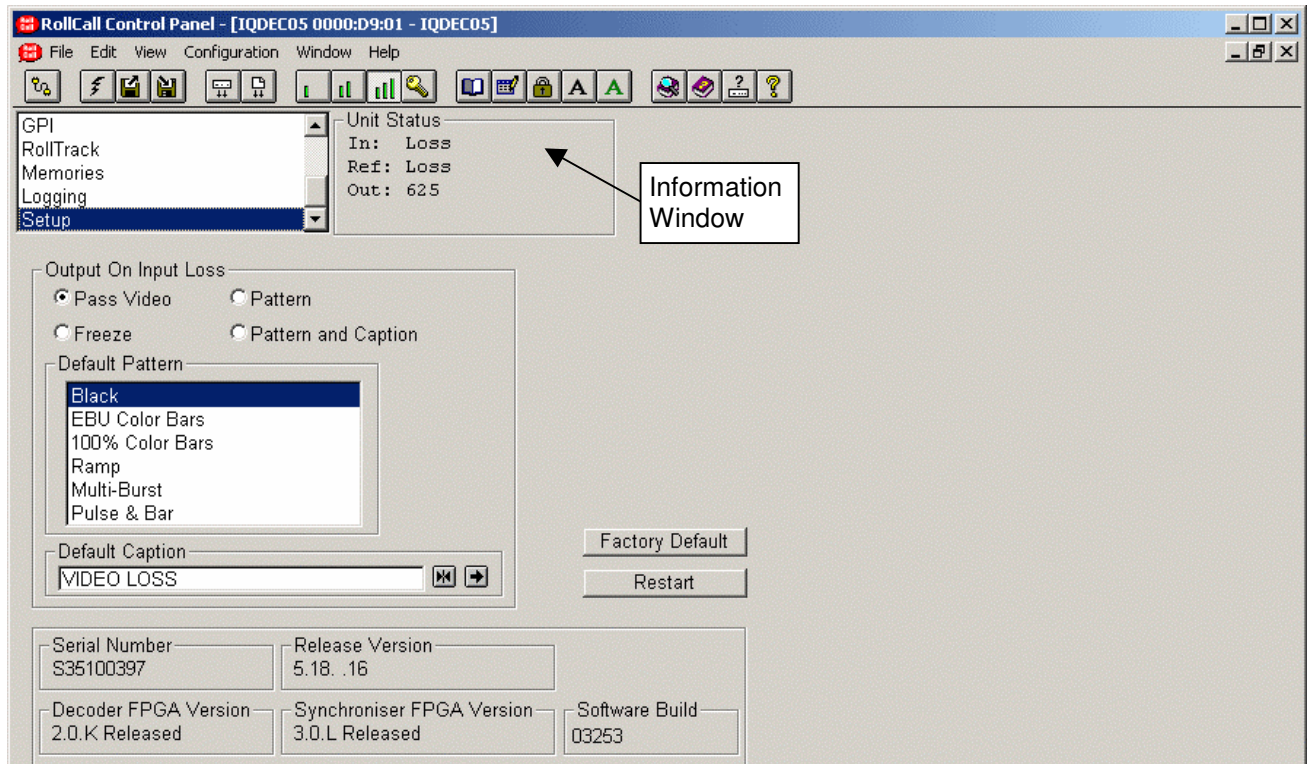 RollCall Control Panel - [IQDEC05 0000:D9:01 - IQDEC05]
File Edit View Configuration Window Help
GPI
RollTrack
Memories
Logging
Setup
Unit Status
In: Loss
Ref: Loss
Out: 625
Information
Window
Output On Input Loss
Pass Video
Pattern
Freeze
Pattern and Caption
Default Pattern
Black
EBU Color Bars
100% Color Bars
Ramp
Multi-Burst
Pulse & Bar
Default Caption
VIDEO LOSS
Factory Default
Restart
Serial Number
S35100397
Release Version
5.18. .16
Decoder FPGA Version
2.0.K Released
Synchroniser FPGA Version
3.0.L Released
Software Build
03253